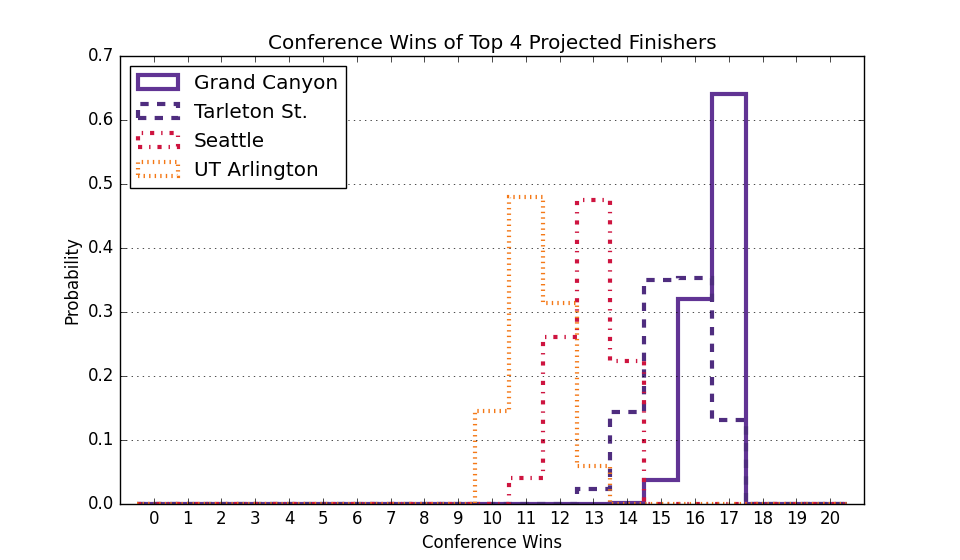 Conference Wins of Top 4 Projected Finishers
0.7
0.6
0.5
0.4
0.3
0.2
0.1
0.0
Probability
Grand Canyon
Tarleton St.
Seattle
UT Arlington
0 1 2 3 4 5 6 7 8 9 10 11 12 13 14 15 16 17 18 19 20
Conference Wins